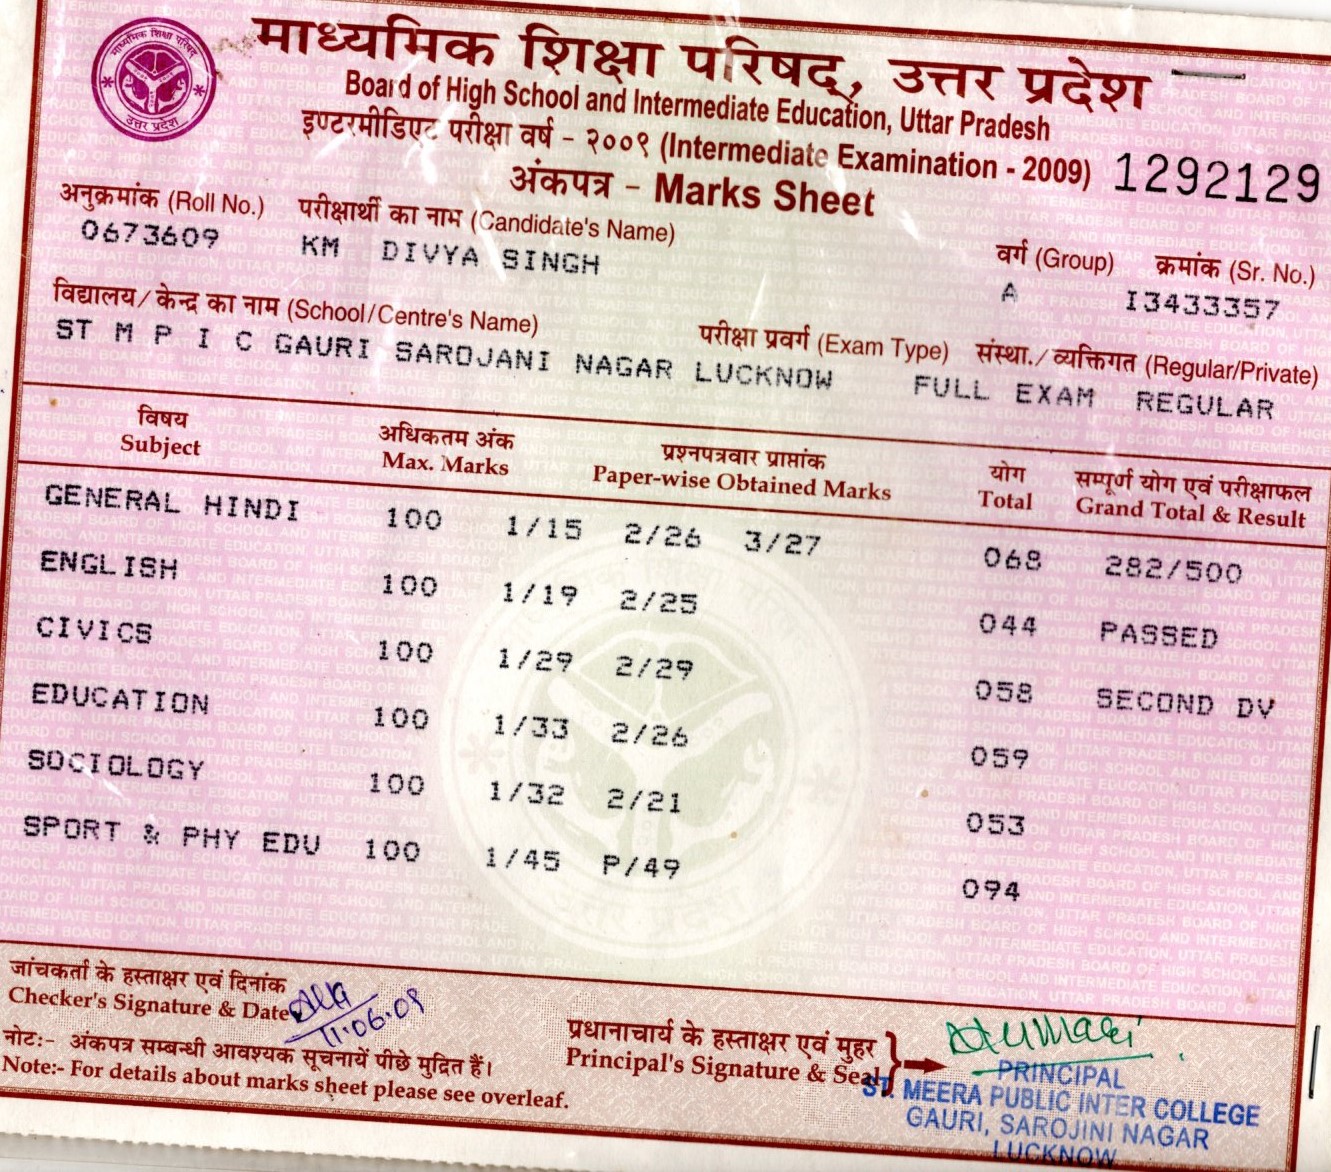 माध्यमिक शिक्षा परिषद्, उत्तर प्रदेश
Board of High School and Intermediate Education, Uttar Pradesh
इण्टरमीडिएट परीक्षा वर्ष - २००९ (Intermediate Examination - 2009) 1292129
अंकपत्र - Marks Sheet
अनुक्रमांक (Roll No.) परीक्षार्थी का नाम (Candidate's Name) वर्ग (Group) क्रमांक (Sr. No.)
0673609 KM DIVYA SINGH A I3433357
विद्यालय/केन्द्र का नाम (School/Centre's Name) परीक्षा प्रवर्ग (Exam Type) संस्था./व्यक्तिगत (Regular/Private)
ST M P I C GAURI SAROJANI NAGAR LUCKNOW FULL EXAM REGULAR
विषय अधिकतम अंक प्रश्नपत्रवार प्राप्तांक योग सम्पूर्ण योग एवं परीक्षाफल
Subject Max. Marks Paper-wise Obtained Marks Total Grand Total & Result
GENERAL HINDI 100 1/15 2/26 3/27 068 282/500
ENGLISH 100 1/19 2/25 044 PASSED
CIVICS 100 1/29 2/29 058 SECOND DV
EDUCATION 100 1/33 2/26 059
SOCIOLOGY 100 1/32 2/21 053
SPORT & PHY EDU 100 1/45 P/49 094
जांचकर्ता के हस्ताक्षर एवं दिनांक
Checker's Signature & Date 11.06.09
प्रधानाचार्य के हस्ताक्षर एवं मुहर
Principal's Signature & Seal
नोट:- अंकपत्र सम्बन्धी आवश्यक सूचनायें पीछे मुद्रित हैं।
Note:- For details about marks sheet please see overleaf.
PRINCIPAL
ST. MEERA PUBLIC INTER COLLEGE
GAURI, SAROJINI NAGAR
LUCKNOW